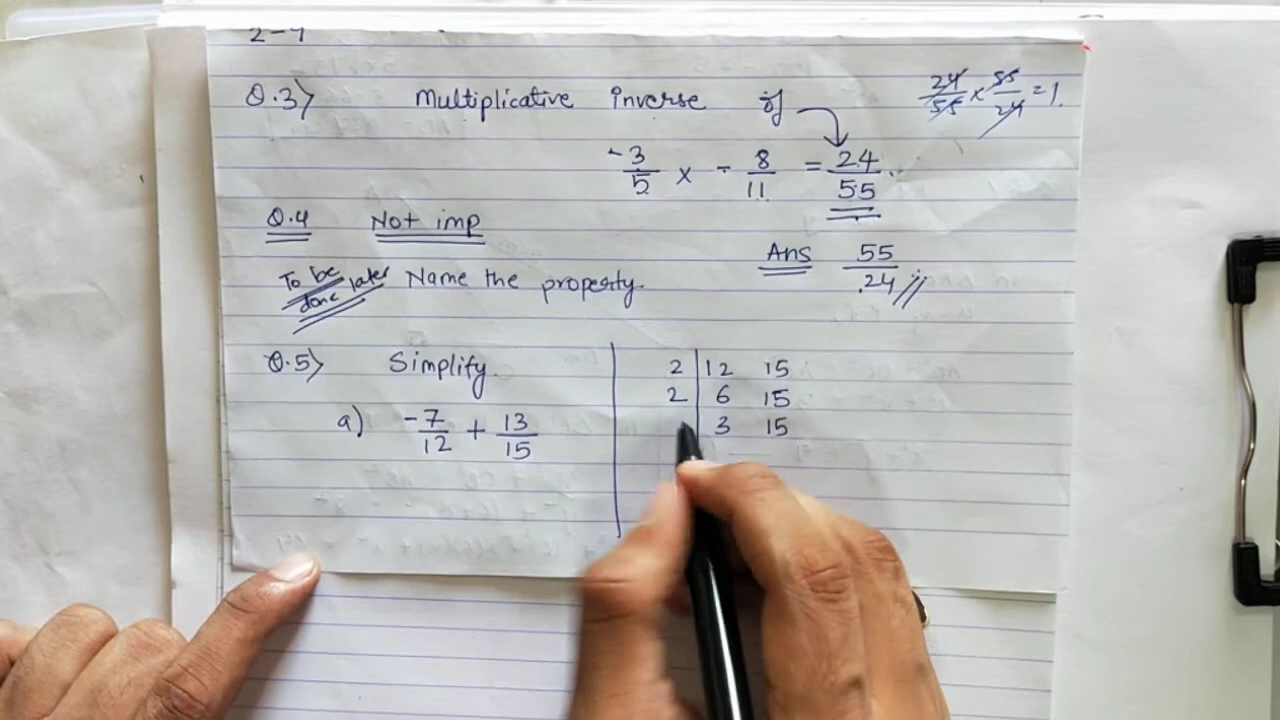 2-7
Q.3) Multiplicative inverse of
24/55 x 55/24 = 1.
-3/5 x - 8/11 = 24/55
Q.4 Not imp
Ans 55/24
To be done later
Name the property.
Q.5) Simplify.
a) -7/12 + 13/15
2 | 12 15
2 | 6 15
3 15